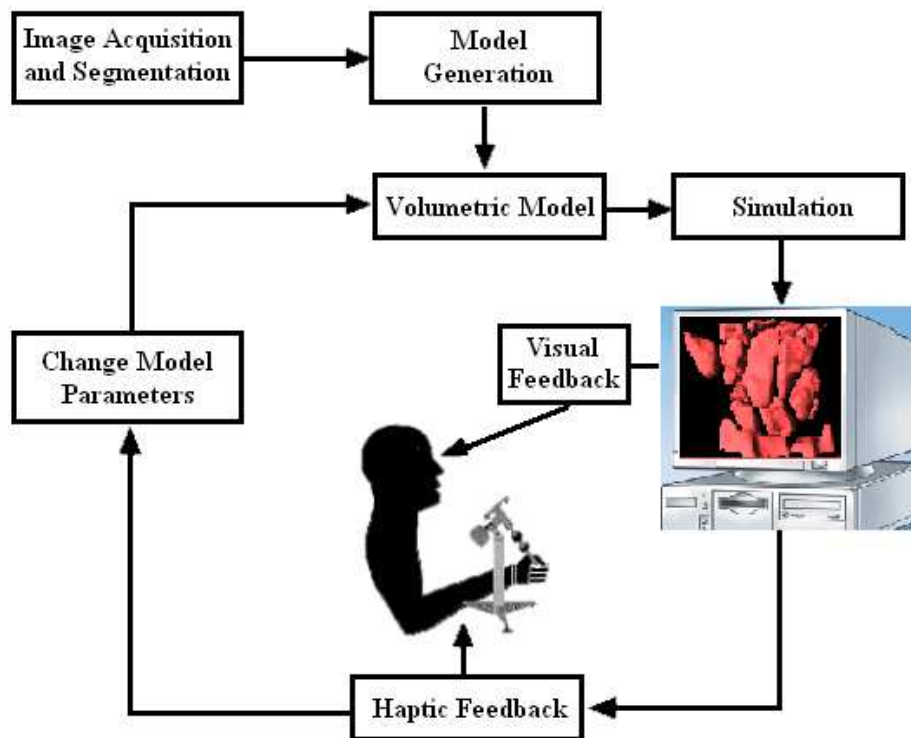 Image Acquisition
and Segmentation
Model
Generation
Volumetric Model
Simulation
Change Model
Parameters
Visual
Feedback
Haptic Feedback